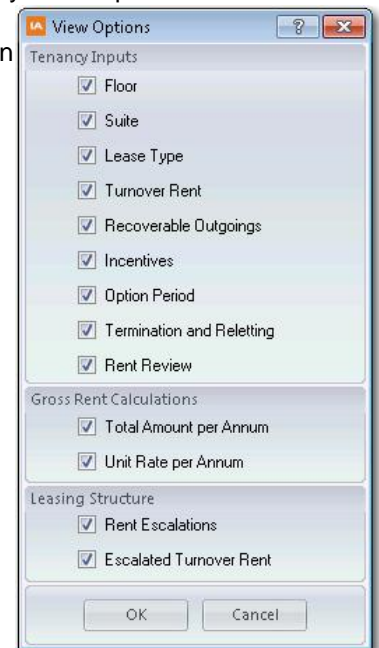 IA View Options ?
n
Tenancy Inputs
Floor
Suite
Lease Type
Turnover Rent
Recoverable Outgoings
Incentives
Option Period
Termination and Reletting
Rent Review
Gross Rent Calculations
Total Amount per Annum
Unit Rate per Annum
Leasing Structure
Rent Escalations
Escalated Turnover Rent
OK Cancel